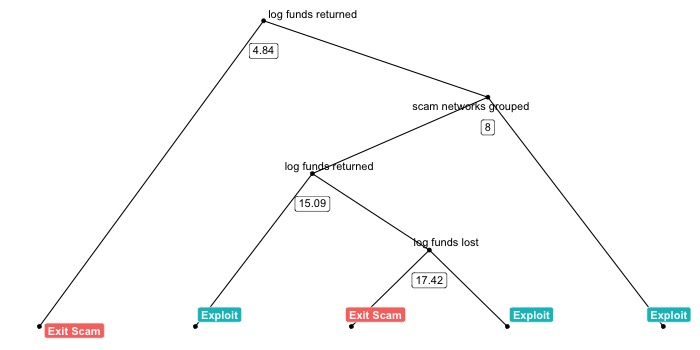 log funds returned
4.84
scam networks grouped
8
log funds returned
15.09
log funds lost
17.42
Exploit
Exit Scam
Exploit
Exploit
Exit Scam